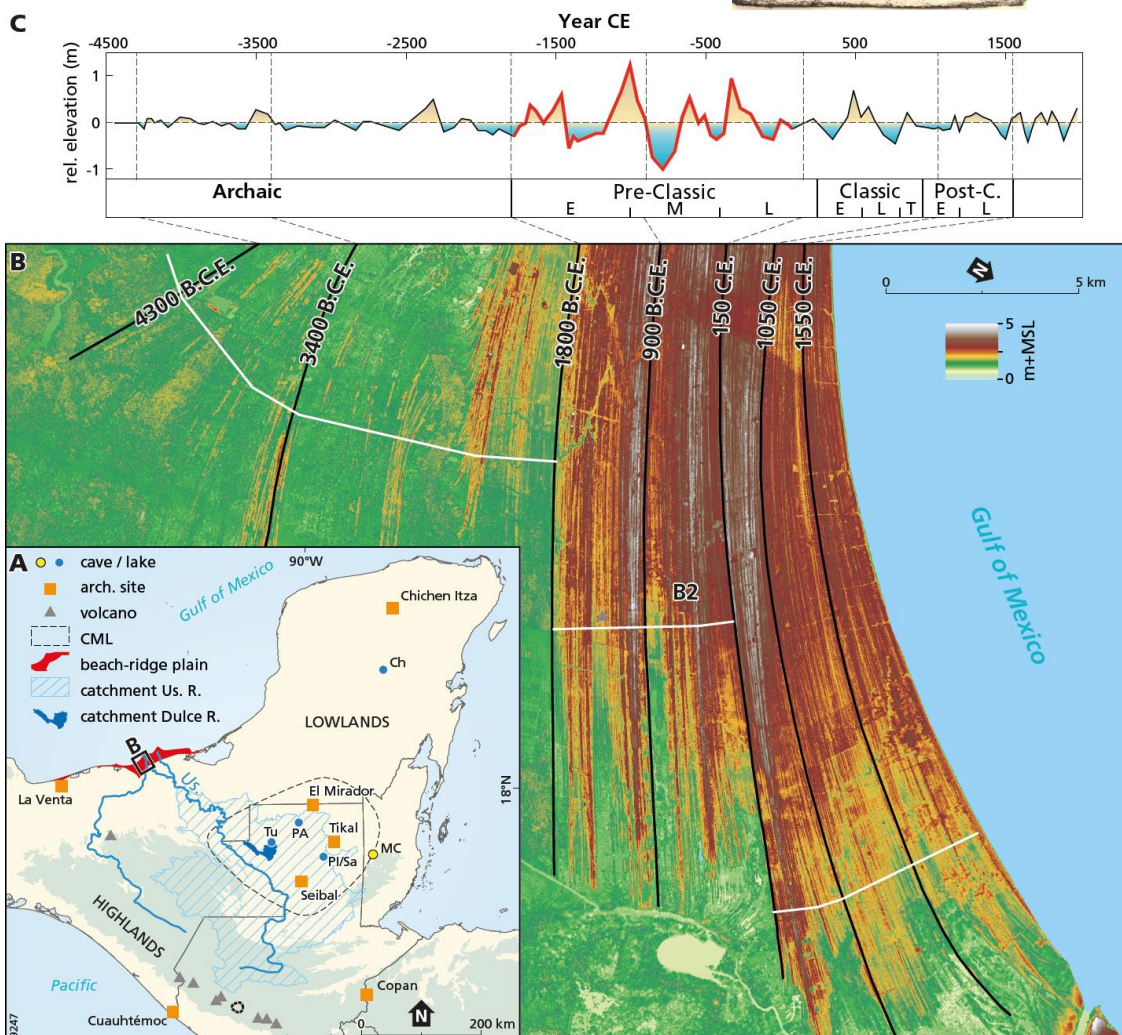 C
Year CE
-4500 -3500 -2500 -1500 -500 500 1500
rel. elevation (m)
1
0
-1
Archaic Pre-Classic Classic Post-C.
E M L E L T E L
B
4300 B.C.E.
3400 B.C.E.
1800 B.C.E.
900 B.C.E.
150 C.E.
1050 C.E.
1550 C.E.
N
0 5 km
5
0
m+MSL
B2
Gulf of Mexico
A
cave / lake
arch. site
volcano
CML
beach-ridge plain
catchment Us. R.
catchment Dulce R.
90°W
Gulf of Mexico
Chichen Itza
Ch
LOWLANDS
B
Us.
La Venta
El Mirador
18°N
Tu
PA
Tikal
MC
PI/Sa
Seibal
HIGHLANDS
Pacific
Copan
Cuauhtémoc
N
0 200 km